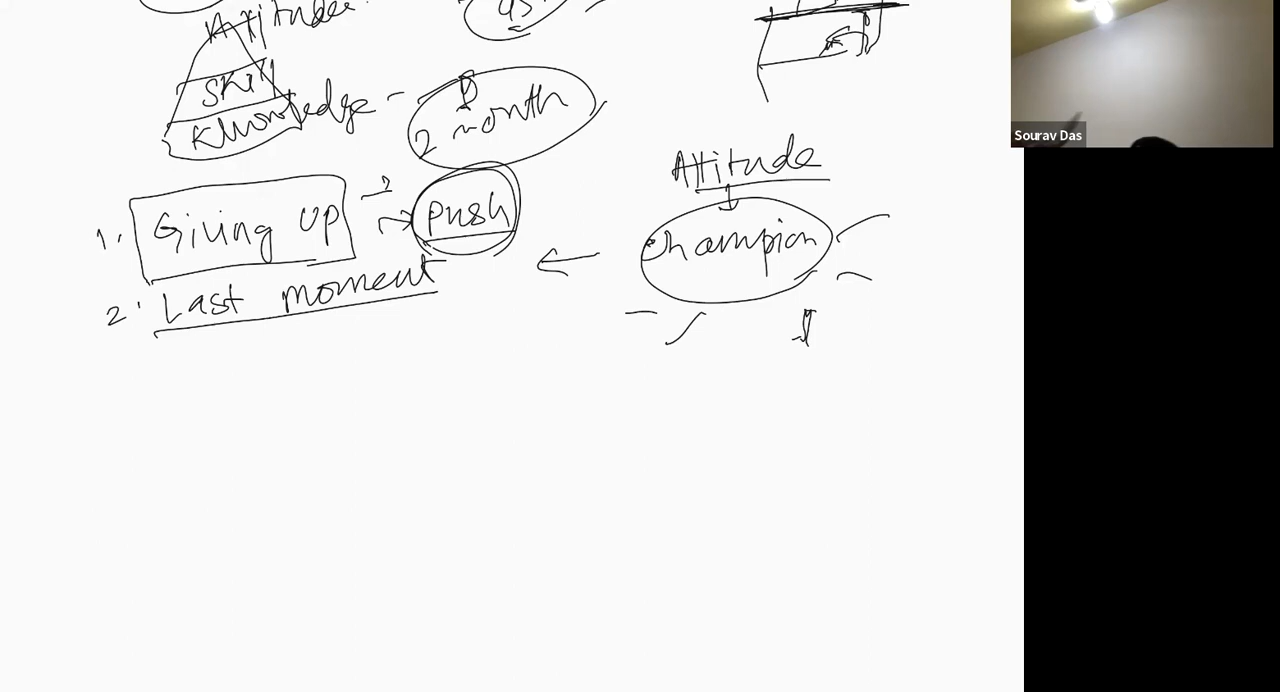 Attitude
Skill
Knowledge - 2 month
Attitude
1. Giving Up → Push
Champion
2. Last moment
Sourav Das